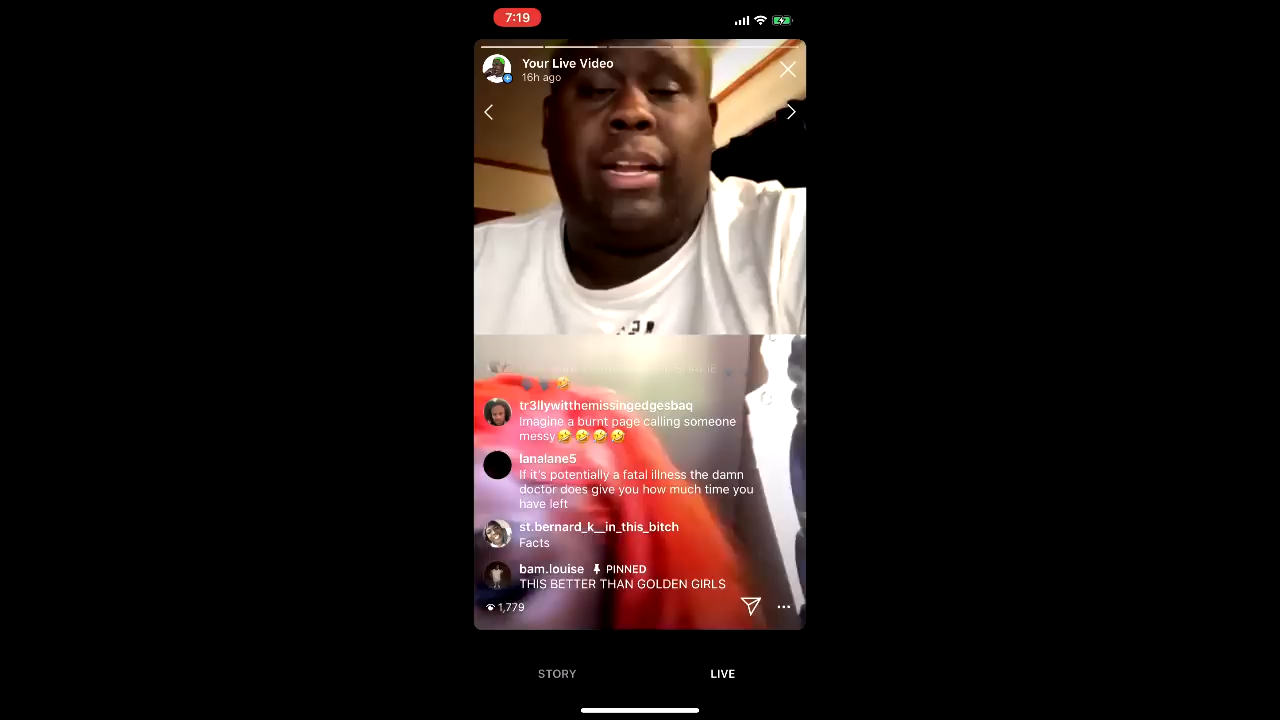 7:19
Your Live Video
16h ago
tr3llywitthemissingedgesbaq
Imagine a burnt page calling someone
messy🤣 🤣 🤣 🤣
lanalane5
If it's potentially a fatal illness the damn
doctor does give you how much time you
have left
st.bernard_k__in_this_bitch
Facts
bam.louise PINNED
THIS BETTER THAN GOLDEN GIRLS
1,779
STORY LIVE